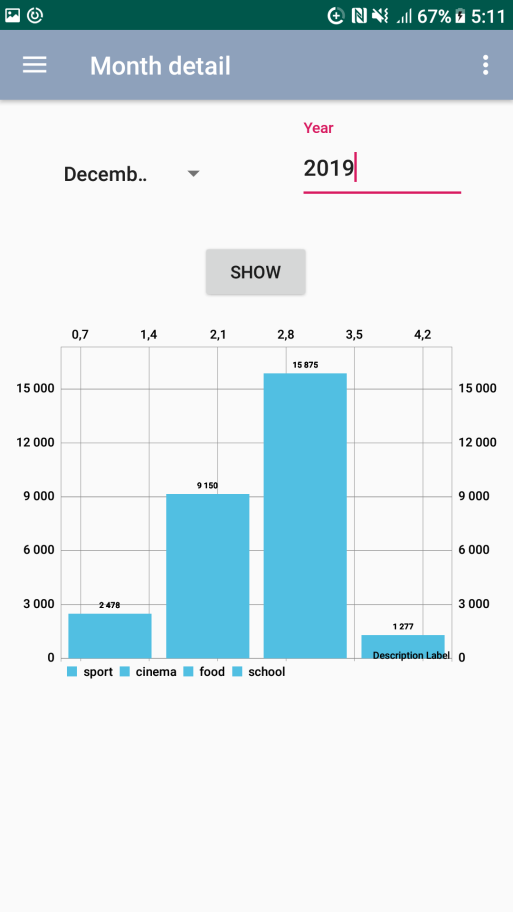 67% 5:11
Month detail
Year
Decemb..
2019
SHOW
0,7 1,4 2,1 2,8 3,5 4,2
15 875
15 000 15 000
12 000 12 000
9 150
9 000 9 000
6 000 6 000
2 478
3 000 3 000
1 277
Description Label
0 0
sport cinema food school